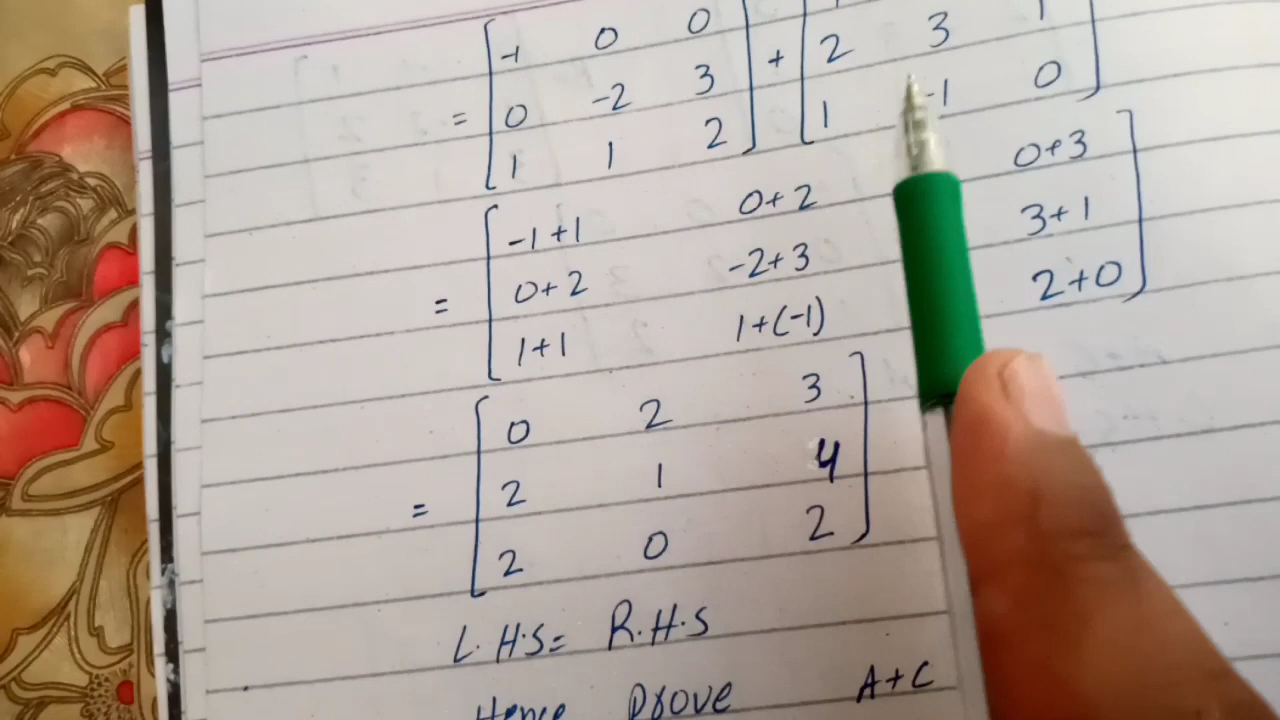 -1 0 0
2 3 1
= 0 -2 3 +
1 -1 0
1 1 2
-1+1 0+2 0+3
= 0+2 -2+3 3+1
1+1 1+(-1) 2+0
0 2 3
= 2 1 4
2 0 2
L.H.S= R.H.S
Hence Prove A+C